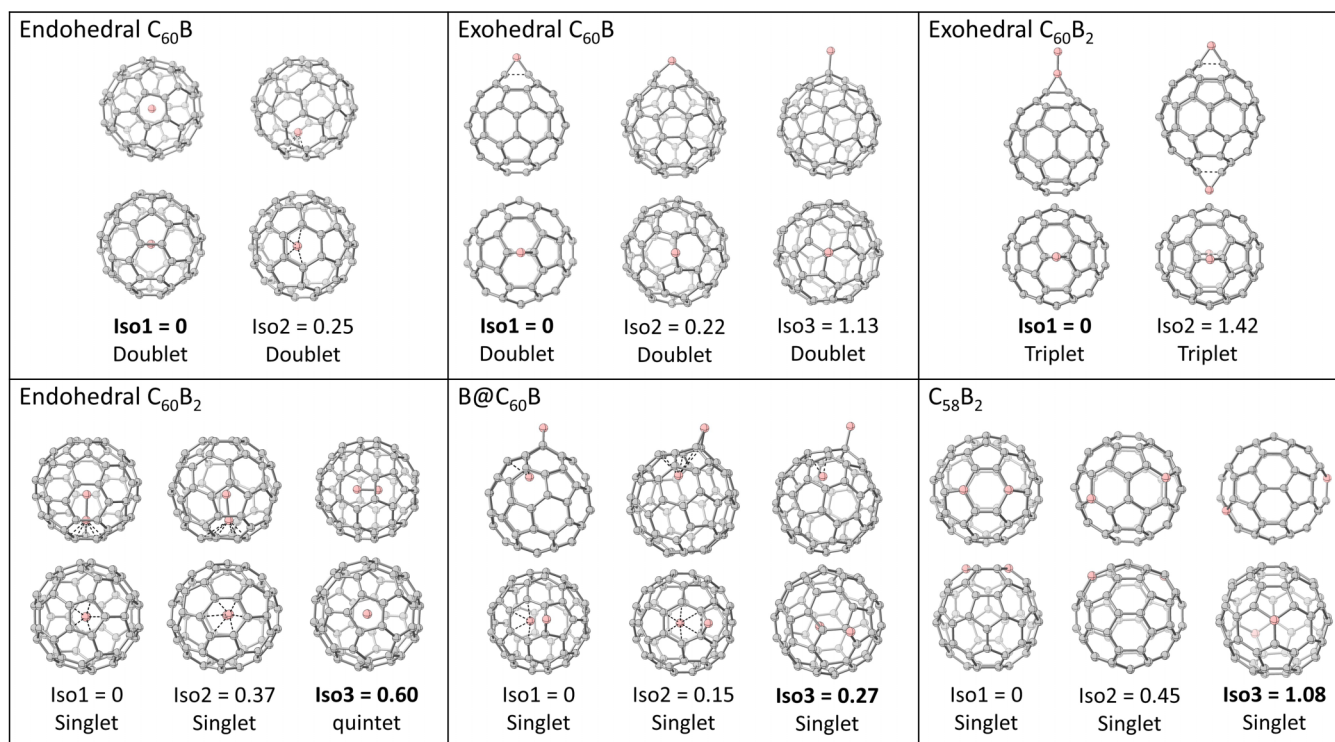 Endohedral C₆₀B
Iso1 = 0
Doublet
Iso2 = 0.25
Doublet
Exohedral C₆₀B
Iso1 = 0
Doublet
Iso2 = 0.22
Doublet
Iso3 = 1.13
Doublet
Exohedral C₆₀B₂
Iso1 = 0
Triplet
Iso2 = 1.42
Triplet
Endohedral C₆₀B₂
Iso1 = 0
Singlet
Iso2 = 0.37
Singlet
Iso3 = 0.60
quintet
B@C₆₀B
Iso1 = 0
Singlet
Iso2 = 0.15
Singlet
Iso3 = 0.27
Singlet
C₅₈B₂
Iso1 = 0
Singlet
Iso2 = 0.45
Singlet
Iso3 = 1.08
Singlet